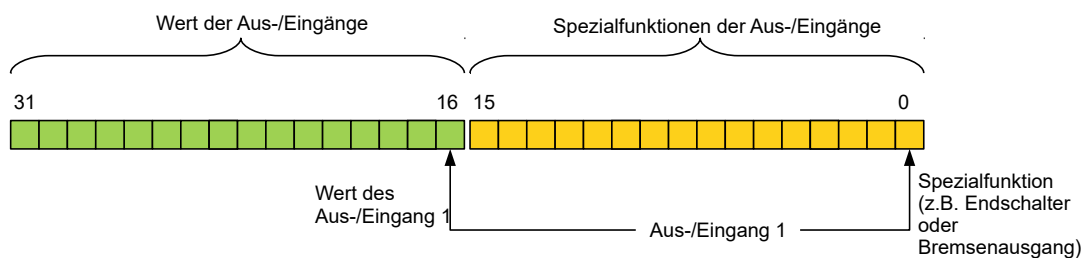 Wert der Aus-/Eingänge
Spezialfunktionen der Aus-/Eingänge
31
16
15
0
Wert des
Aus-/Eingang 1
Aus-/Eingang 1
Spezialfunktion
(z.B. Endschalter
oder
Bremsenausgang)